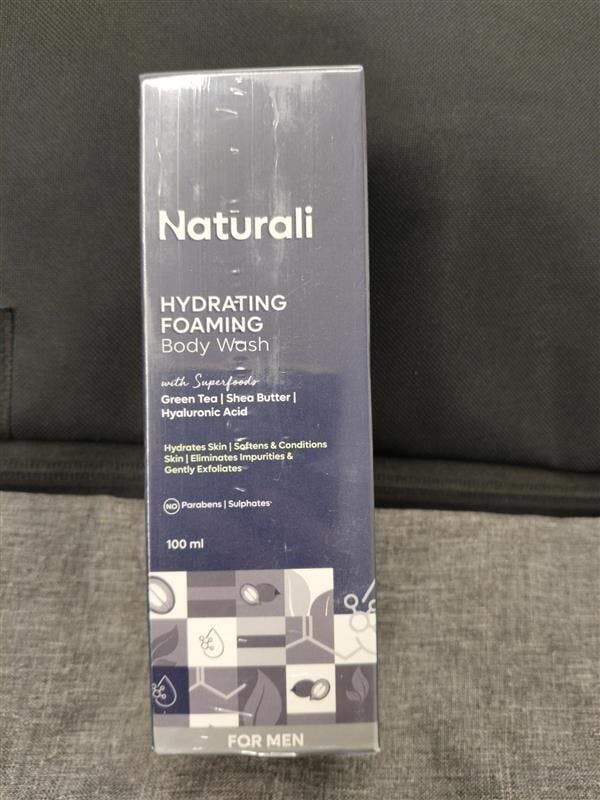 Naturali
HYDRATING
FOAMING
Body Wash
with Superfoods
Green Tea | Shea Butter |
Hyaluronic Acid
Hydrates Skin | Softens & Conditions
Skin | Eliminates Impurities &
Gently Exfoliates
NO Parabens | Sulphates*
100 ml
FOR MEN